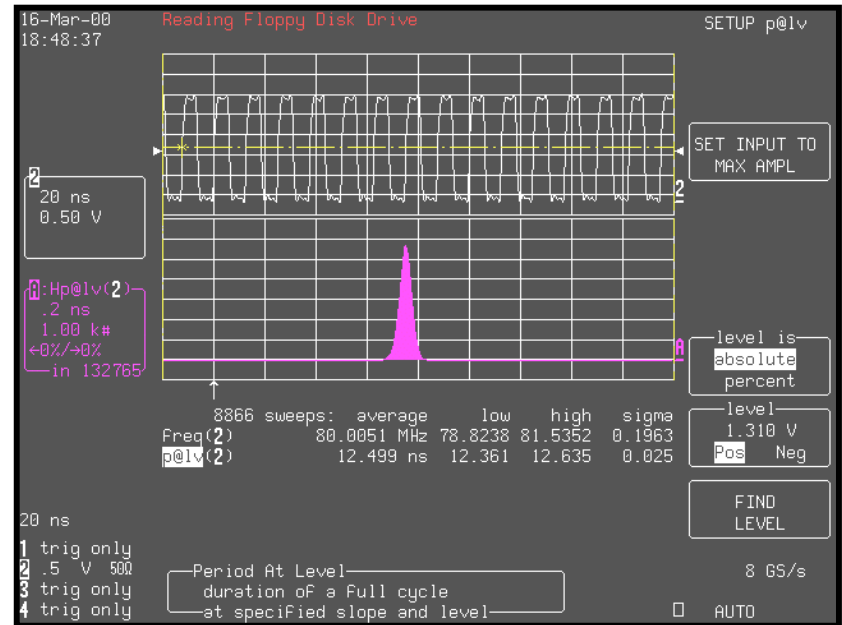 16-Mar-00
18:48:37
Reading Floppy Disk Drive
SETUP p@lv
SET INPUT TO
MAX AMPL
2
20 ns
0.50 V
2
A:Hp@lv(2)
.2 ns
1.00 k#
←0%/→0%
in 132765
A
level is
absolute
percent
level
1.310 V
Pos Neg
FIND
LEVEL
8866 sweeps: average low high sigma
Freq(2) 80.0051 MHz 78.8238 81.5352 0.1963
p@lv(2) 12.499 ns 12.361 12.635 0.025
20 ns
1 trig only
2 .5 V 50Ω
3 trig only
4 trig only
Period At Level
duration oF a Full cycle
at speciFied slope and level
8 GS/s
AUTO